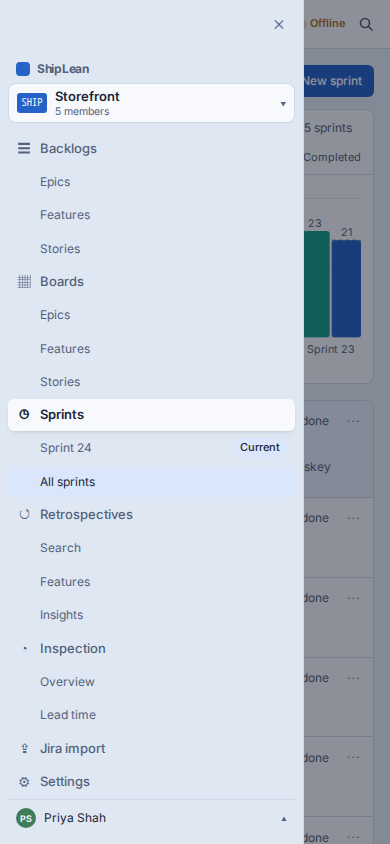 Offline
ShipLean
SHIP Storefront
5 members
New sprint
5 sprints
Completed
Backlogs
Epics
Features
Stories
Boards
Epics
Features
Stories
23
21
Sprint 23
Sprints
Sprint 24 Current
All sprints
Retrospectives
Search
Features
Insights
Inspection
Overview
Lead time
Jira import
Settings
PS Priya Shah
done
done
done
done
done
done